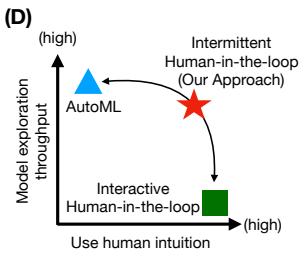 (D)
(high)
Intermittent
Human-in-the-loop
(Our Approach)
AutoML
Model exploration
throughput
Interactive
Human-in-the-loop
(high)
Use human intuition